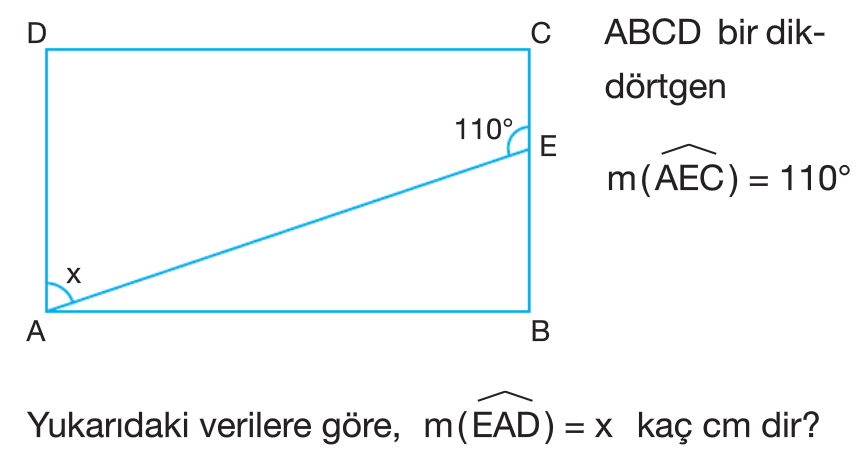 D
C
ABCD bir dik-
dörtgen
110°
E
m(AEC) = 110°
x
A
B
Yukarıdaki verilere göre, m(EAD) = x kaç cm dir?